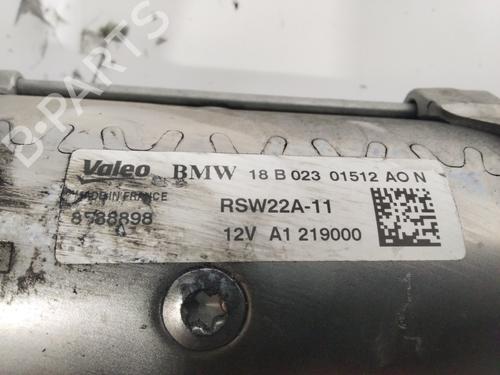 B-PARTS
Valeo BMW 18 B 023 01512 AO N
MADE IN FRANCE
8588898 RSW22A-11
12V A1 219000